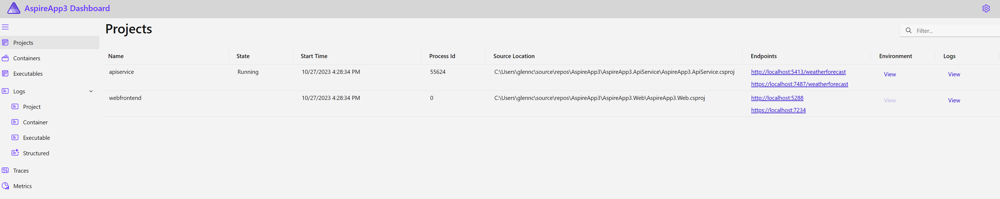 AspireApp3 Dashboard
Projects
Filter...
Projects
Containers
Executables
Logs
Project
Container
Executable
Structured
Traces
Metrics
Name State Start Time Process Id Source Location Endpoints Environment Logs
apiservice Running 10/27/2023 4:28:34 PM 55624 C:\Users\glennc\source\repos\AspireApp3\AspireApp3.ApiService\AspireApp3.ApiService.csproj http://localhost:5413/weatherforecast View View
https://localhost:7487/weatherforecast
webfrontend 10/27/2023 4:28:34 PM 0 C:\Users\glennc\source\repos\AspireApp3\AspireApp3.Web\AspireApp3.Web.csproj http://localhost:5288 View View
https://localhost:7234